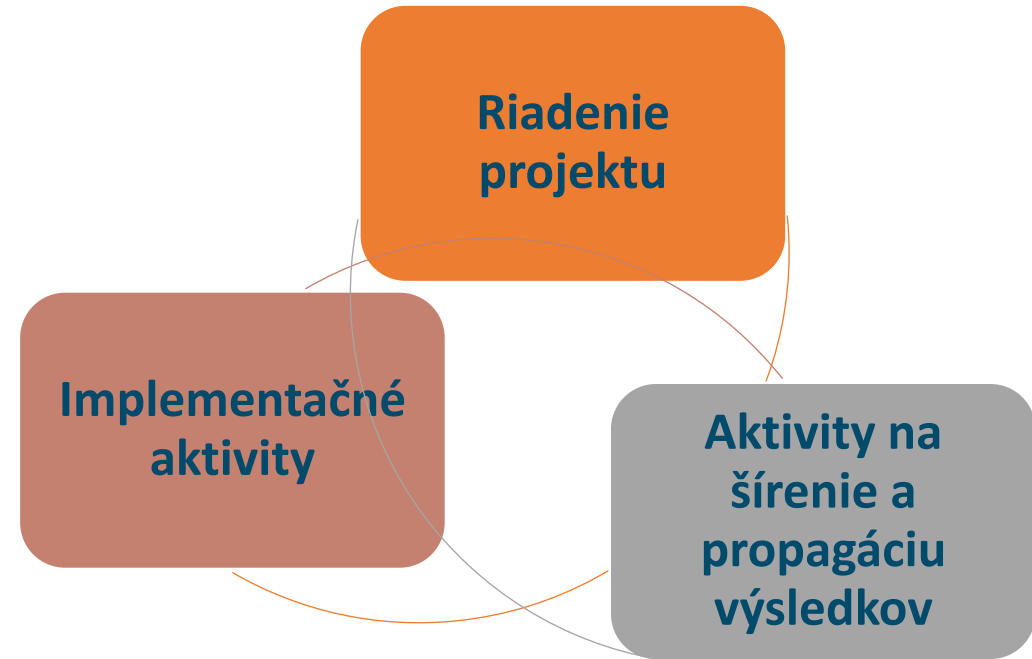 Riadenie
projektu
Implementačné
aktivity
Aktivity na
šírenie a
propagáciu
výsledkov